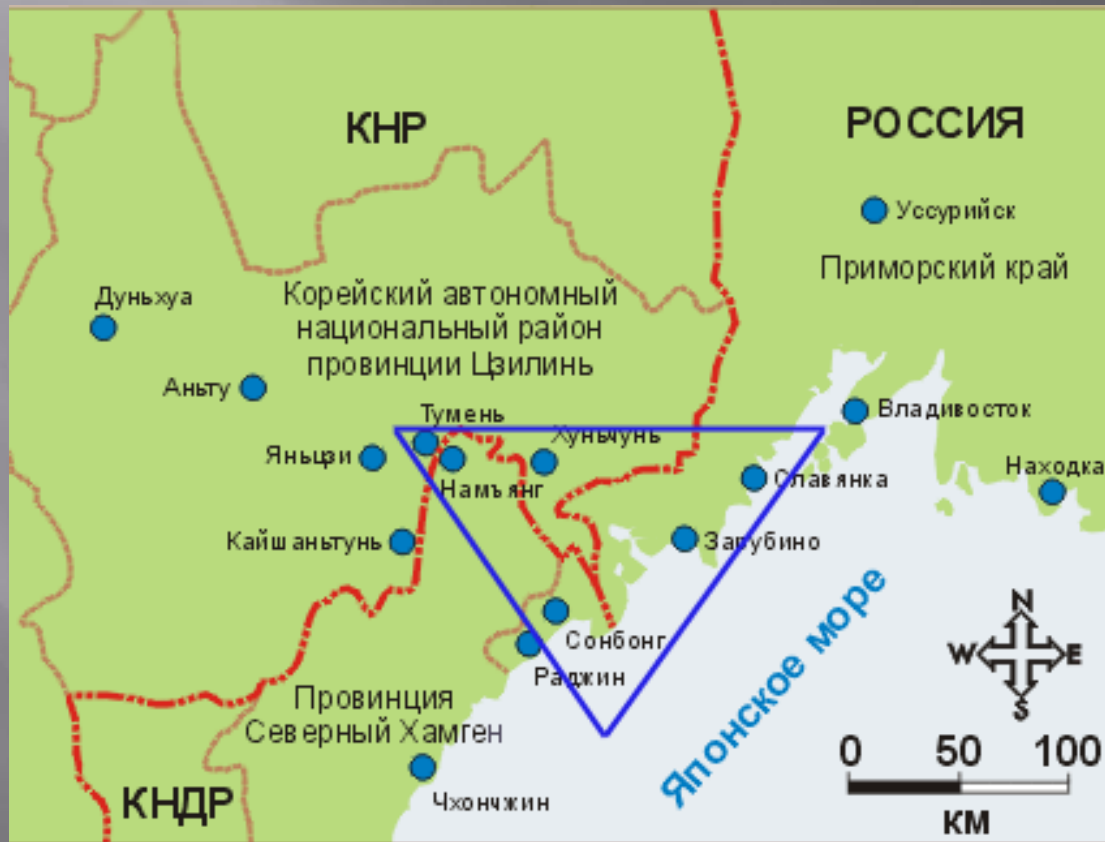 КНР
РОССИЯ
Уссурийск
Приморский край
Дуньхуа
Корейский автономный
национальный район
провинции Цзилинь
Аньту
Тумень
Владивосток
Яньцзи
Хуньчунь
Намъянг
Славянка
Находка
Кайшаньтунь
Зарубино
Сонбонг
Раджин
Японское море
N
W
E
S
Провинция
Северный Хамген
Чхончжин
КНДР
0 50 100
КМ